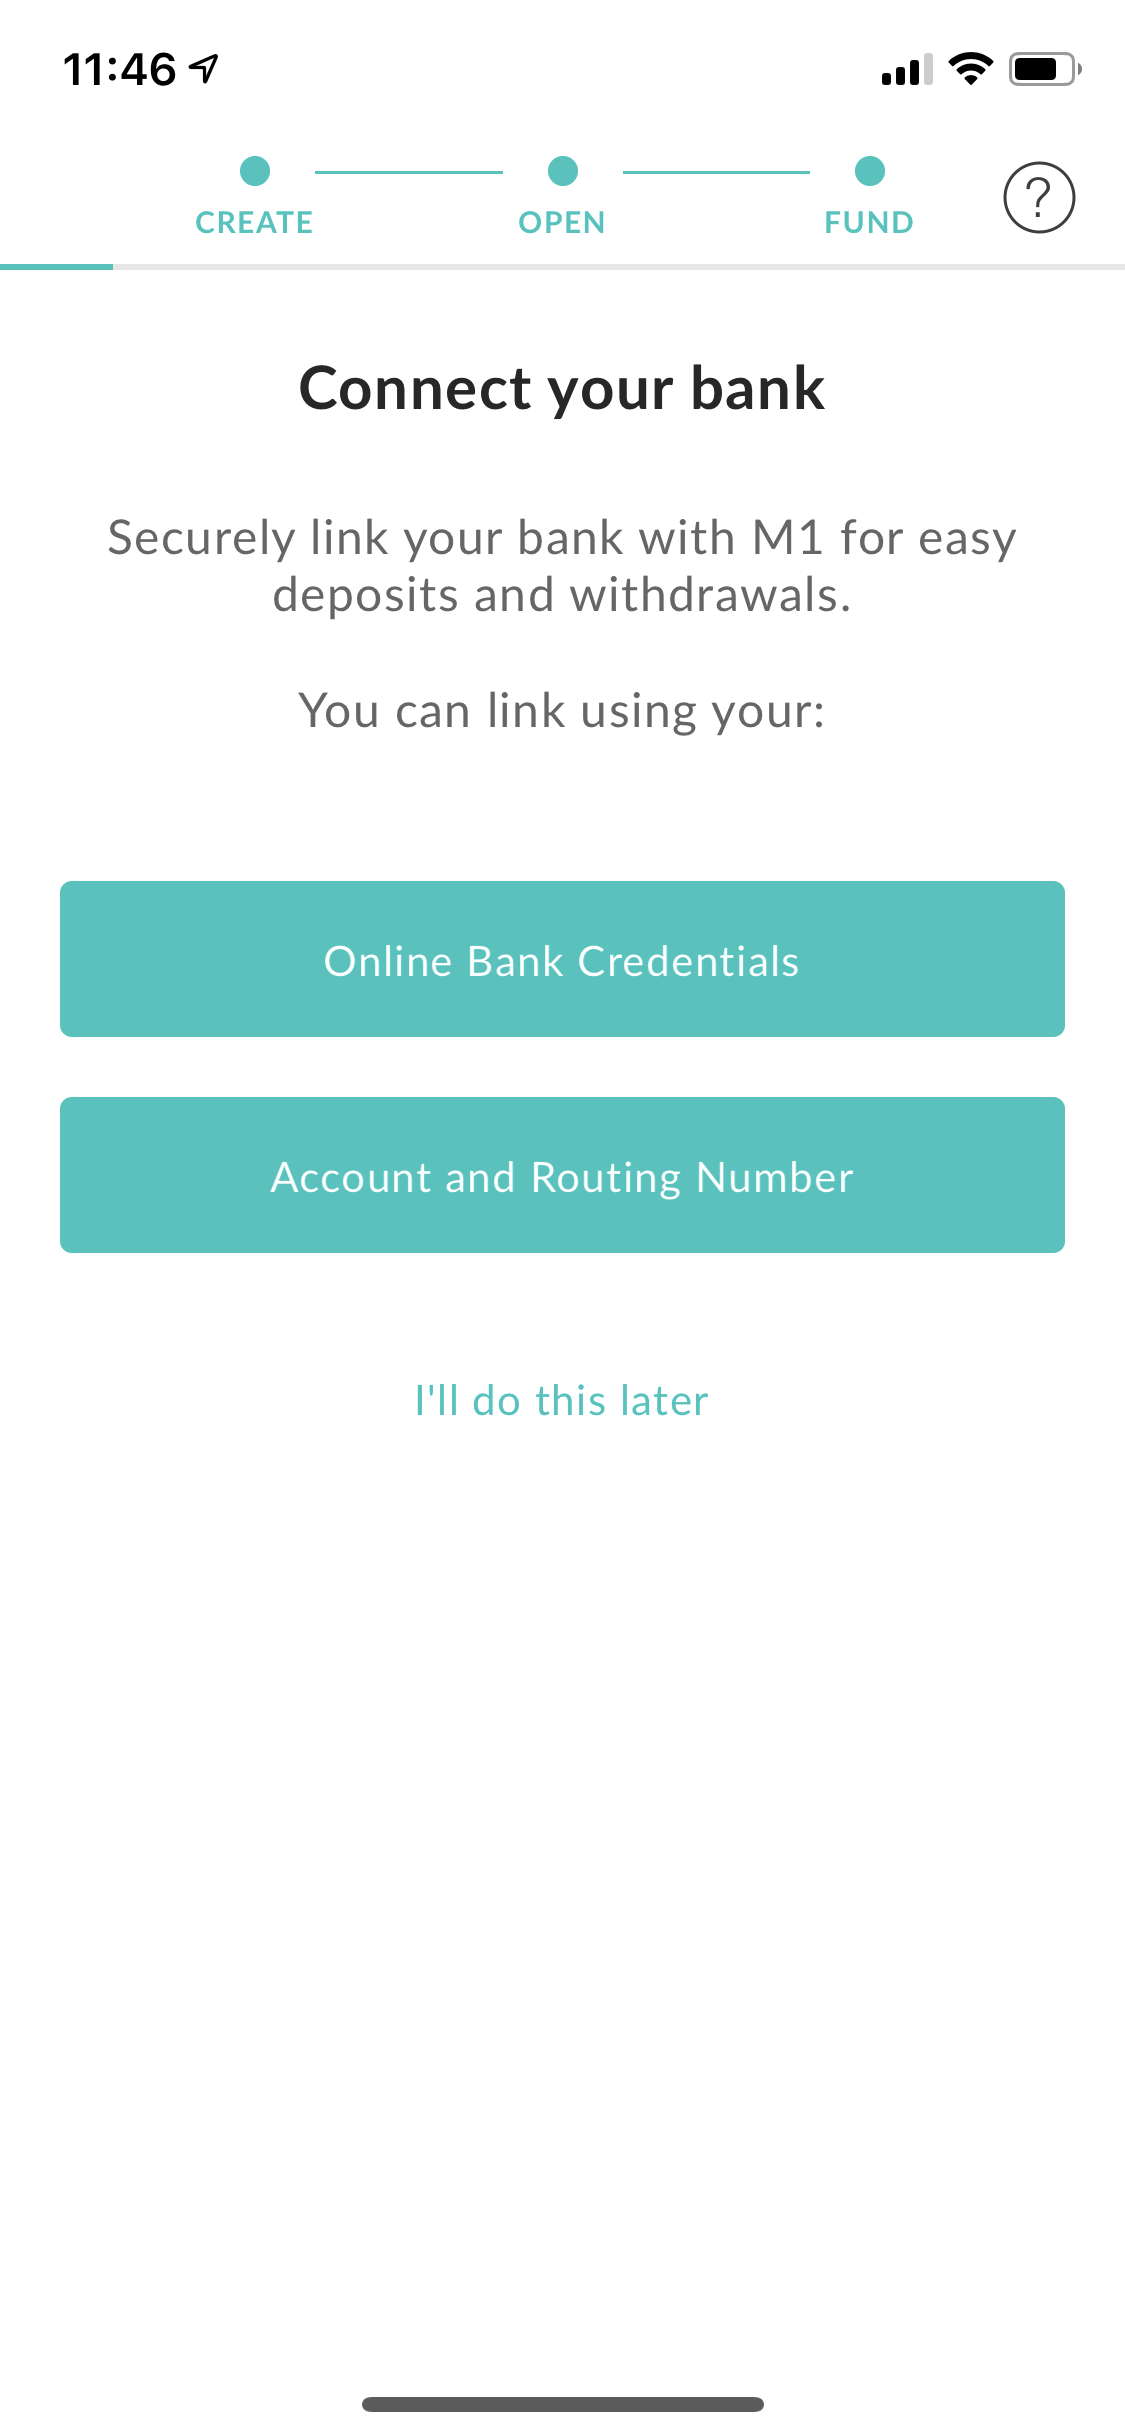 11:46
CREATE
OPEN
FUND
?
Connect your bank
Securely link your bank with M1 for easy
deposits and withdrawals.
You can link using your:
Online Bank Credentials
Account and Routing Number
I'll do this later